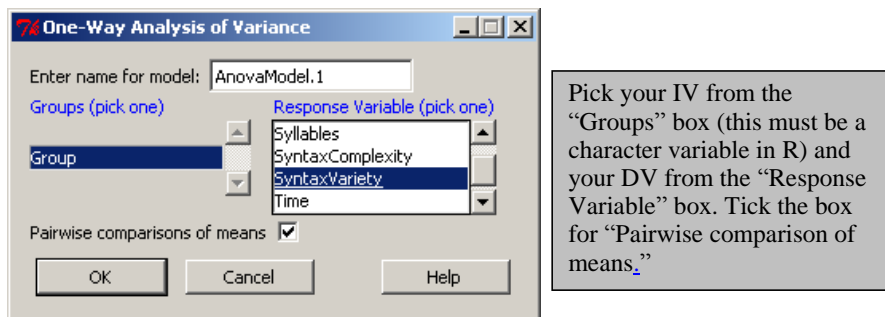 One-Way Analysis of Variance
Enter name for model: AnovaModel.1
Groups (pick one)
Group
Response Variable (pick one)
Syllables
SyntaxComplexity
SyntaxVariety
Time
Pairwise comparisons of means
OK Cancel Help
Pick your IV from the
“Groups” box (this must be a
character variable in R) and
your DV from the “Response
Variable” box. Tick the box
for “Pairwise comparison of
means.”